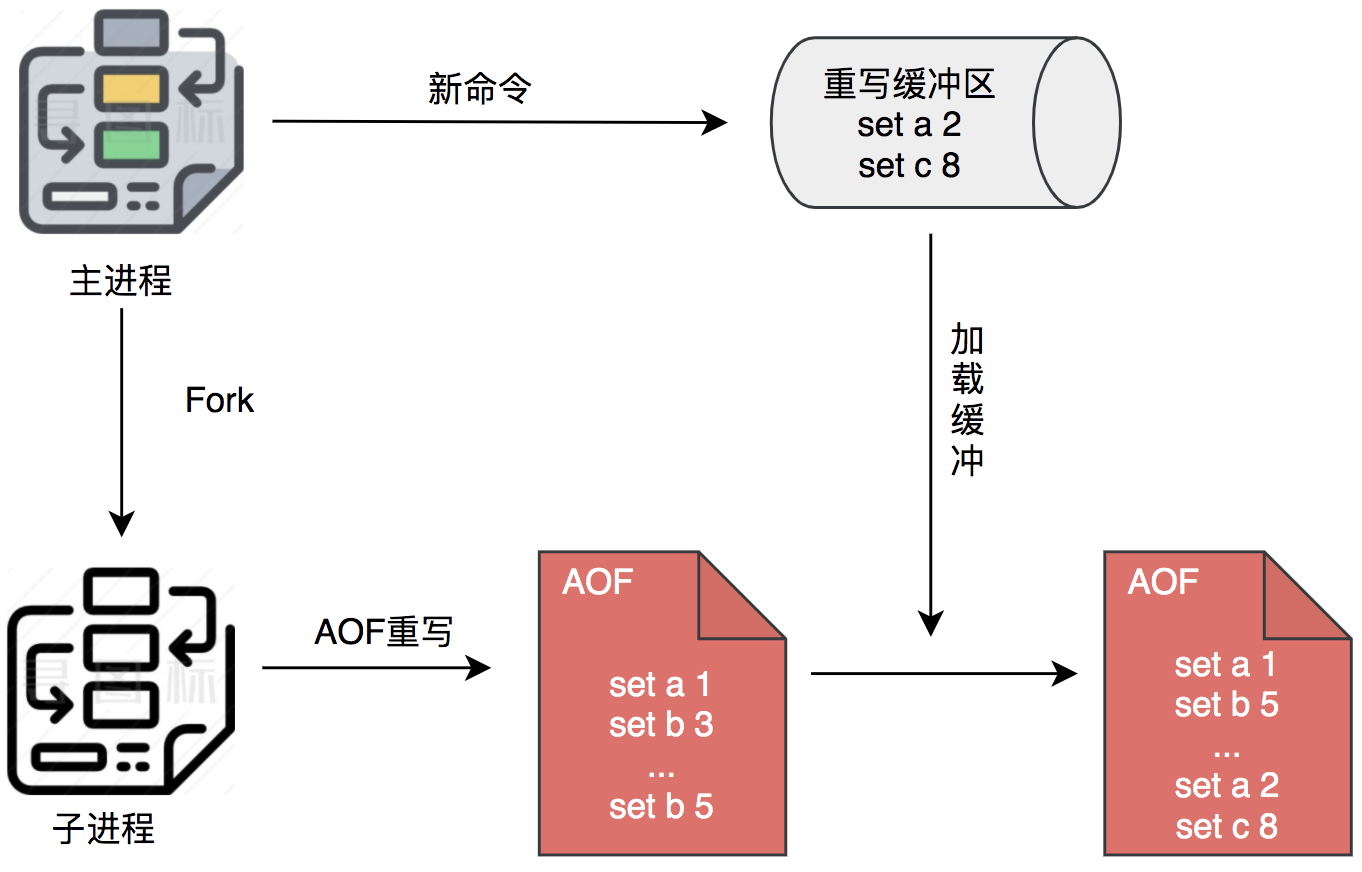 新命令
重写缓冲区
set a 2
set c 8
主进程
Fork
加载缓冲
AOF重写
子进程
AOF
set a 1
set b 3
...
set b 5
AOF
set a 1
set b 5
...
set a 2
set c 8